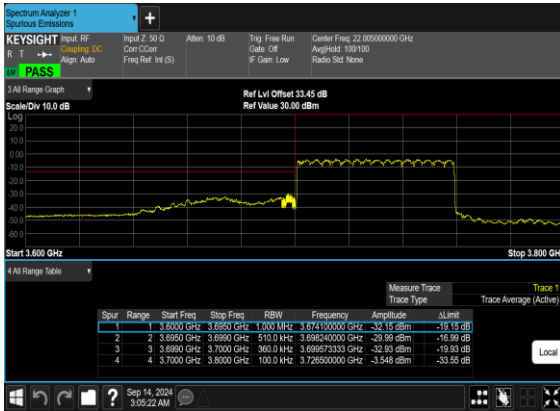 Spectrum Analyzer 1
Spurious Emissions
+
KEYSIGHT Input: RF Input Z: 50 Ω Atten: 10 dB Trig: Free Run Center Freq: 22.005000000 GHz
R T Coupling: DC Corr CCorr Gate: Off Avg|Hold: 100/100
Align: Auto Freq Ref: Int (S) IF Gain: Low Radio Std: None
PASS
3 All Range Graph
Ref Lvl Offset 33.45 dB
Scale/Div 10.0 dB Ref Value 30.00 dBm
Log
20.0
10.0
0.00
-10.0
-20.0
-30.0
-40.0
-50.0
-60.0
Start 3.600 GHz Stop 3.800 GH
4 All Range Table
Measure Trace Trace 1
Trace Type Trace Average (Active)
Spur Range Start Freq Stop Freq RBW Frequency Amplitude ΔLimit
1 1 3.6000 GHz 3.6950 GHz 1.000 MHz 3.674100000 GHz -32.15 dBm -19.15 dB
2 2 3.6950 GHz 3.6990 GHz 510.0 kHz 3.698240000 GHz -29.99 dBm -16.99 dB
3 3 3.6990 GHz 3.7000 GHz 360.0 kHz 3.699573333 GHz -32.93 dBm -19.93 dB
4 4 3.7000 GHz 3.8000 GHz 100.0 kHz 3.726500000 GHz -3.548 dBm -33.55 dB
Local
? Sep 14, 2024
3:05:22 AM